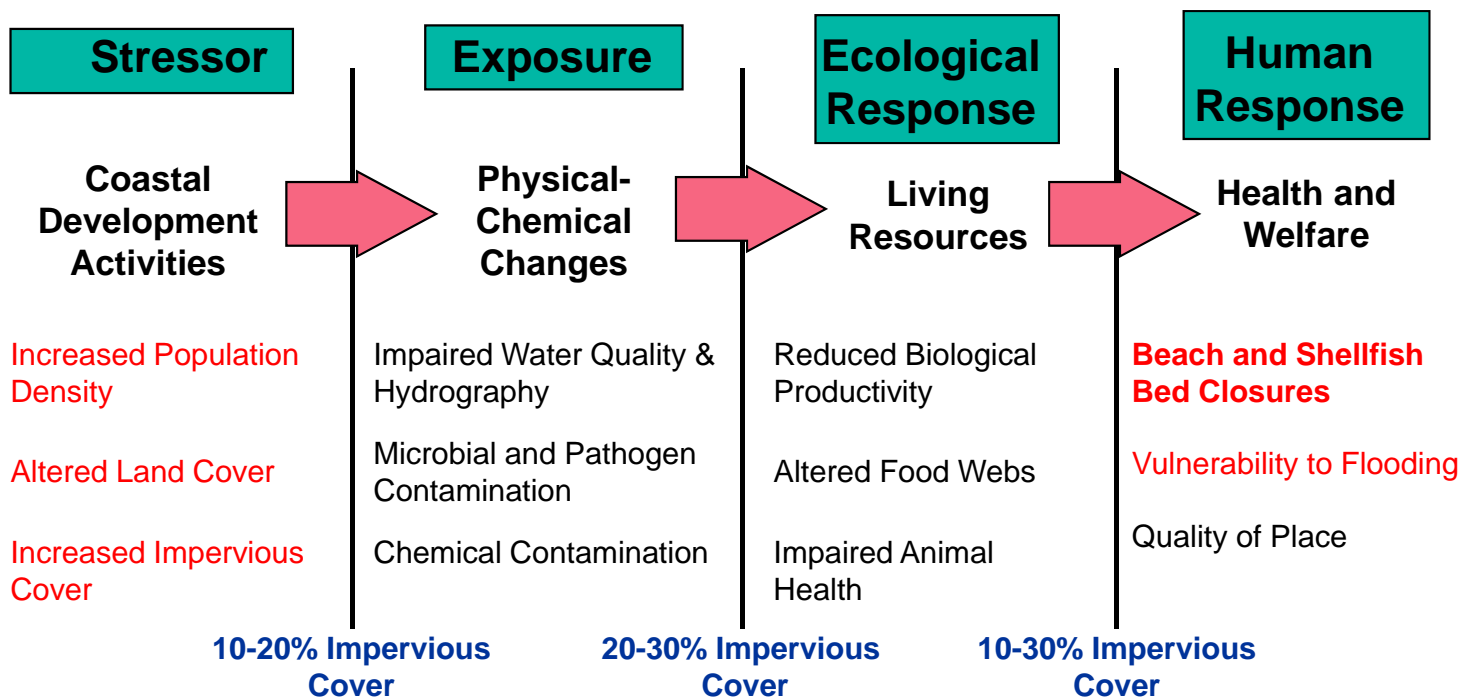 Stressor
Exposure
Ecological
Response
Human
Response
Coastal
Development
Activities
Physical-
Chemical
Changes
Living
Resources
Health and
Welfare
Increased Population
Density
Altered Land Cover
Increased Impervious
Cover
Impaired Water Quality &
Hydrography
Microbial and Pathogen
Contamination
Chemical Contamination
Reduced Biological
Productivity
Altered Food Webs
Impaired Animal
Health
Beach and Shellfish
Bed Closures
Vulnerability to Flooding
Quality of Place
10-20% Impervious
Cover
20-30% Impervious
Cover
10-30% Impervious
Cover